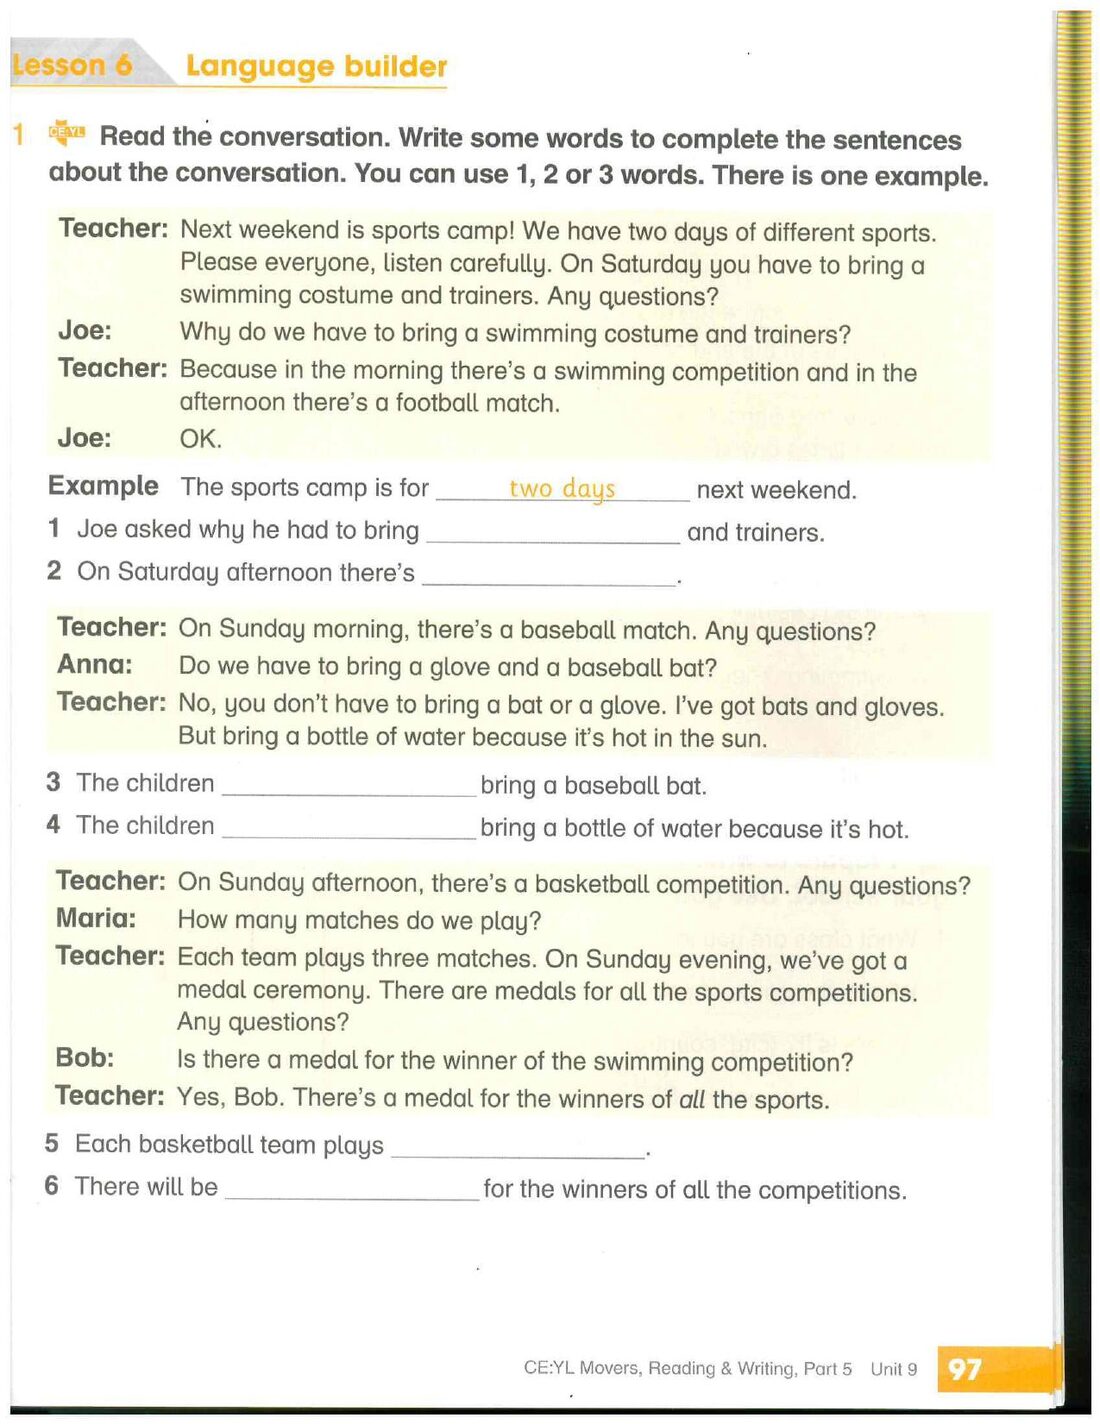 Lesson 6 Language builder
1 CE:YL Read the conversation. Write some words to complete the sentences
about the conversation. You can use 1, 2 or 3 words. There is one example.
Teacher: Next weekend is sports camp! We have two days of different sports.
Please everyone, listen carefully. On Saturday you have to bring a
swimming costume and trainers. Any questions?
Joe: Why do we have to bring a swimming costume and trainers?
Teacher: Because in the morning there's a swimming competition and in the
afternoon there's a football match.
Joe: OK.
Example The sports camp is for two days next weekend.
1 Joe asked why he had to bring ____ and trainers.
2 On Saturday afternoon there's ____.
Teacher: On Sunday morning, there's a baseball match. Any questions?
Anna: Do we have to bring a glove and a baseball bat?
Teacher: No, you don't have to bring a bat or a glove. I've got bats and gloves.
But bring a bottle of water because it's hot in the sun.
3 The children ____ bring a baseball bat.
4 The children ____ bring a bottle of water because it's hot.
Teacher: On Sunday afternoon, there's a basketball competition. Any questions?
Maria: How many matches do we play?
Teacher: Each team plays three matches. On Sunday evening, we've got a
medal ceremony. There are medals for all the sports competitions.
Any questions?
Bob: Is there a medal for the winner of the swimming competition?
Teacher: Yes, Bob. There's a medal for the winners of all the sports.
5 Each basketball team plays ____.
6 There will be ____ for the winners of all the competitions.
CE:YL Movers, Reading & Writing, Part 5 Unit 9 97